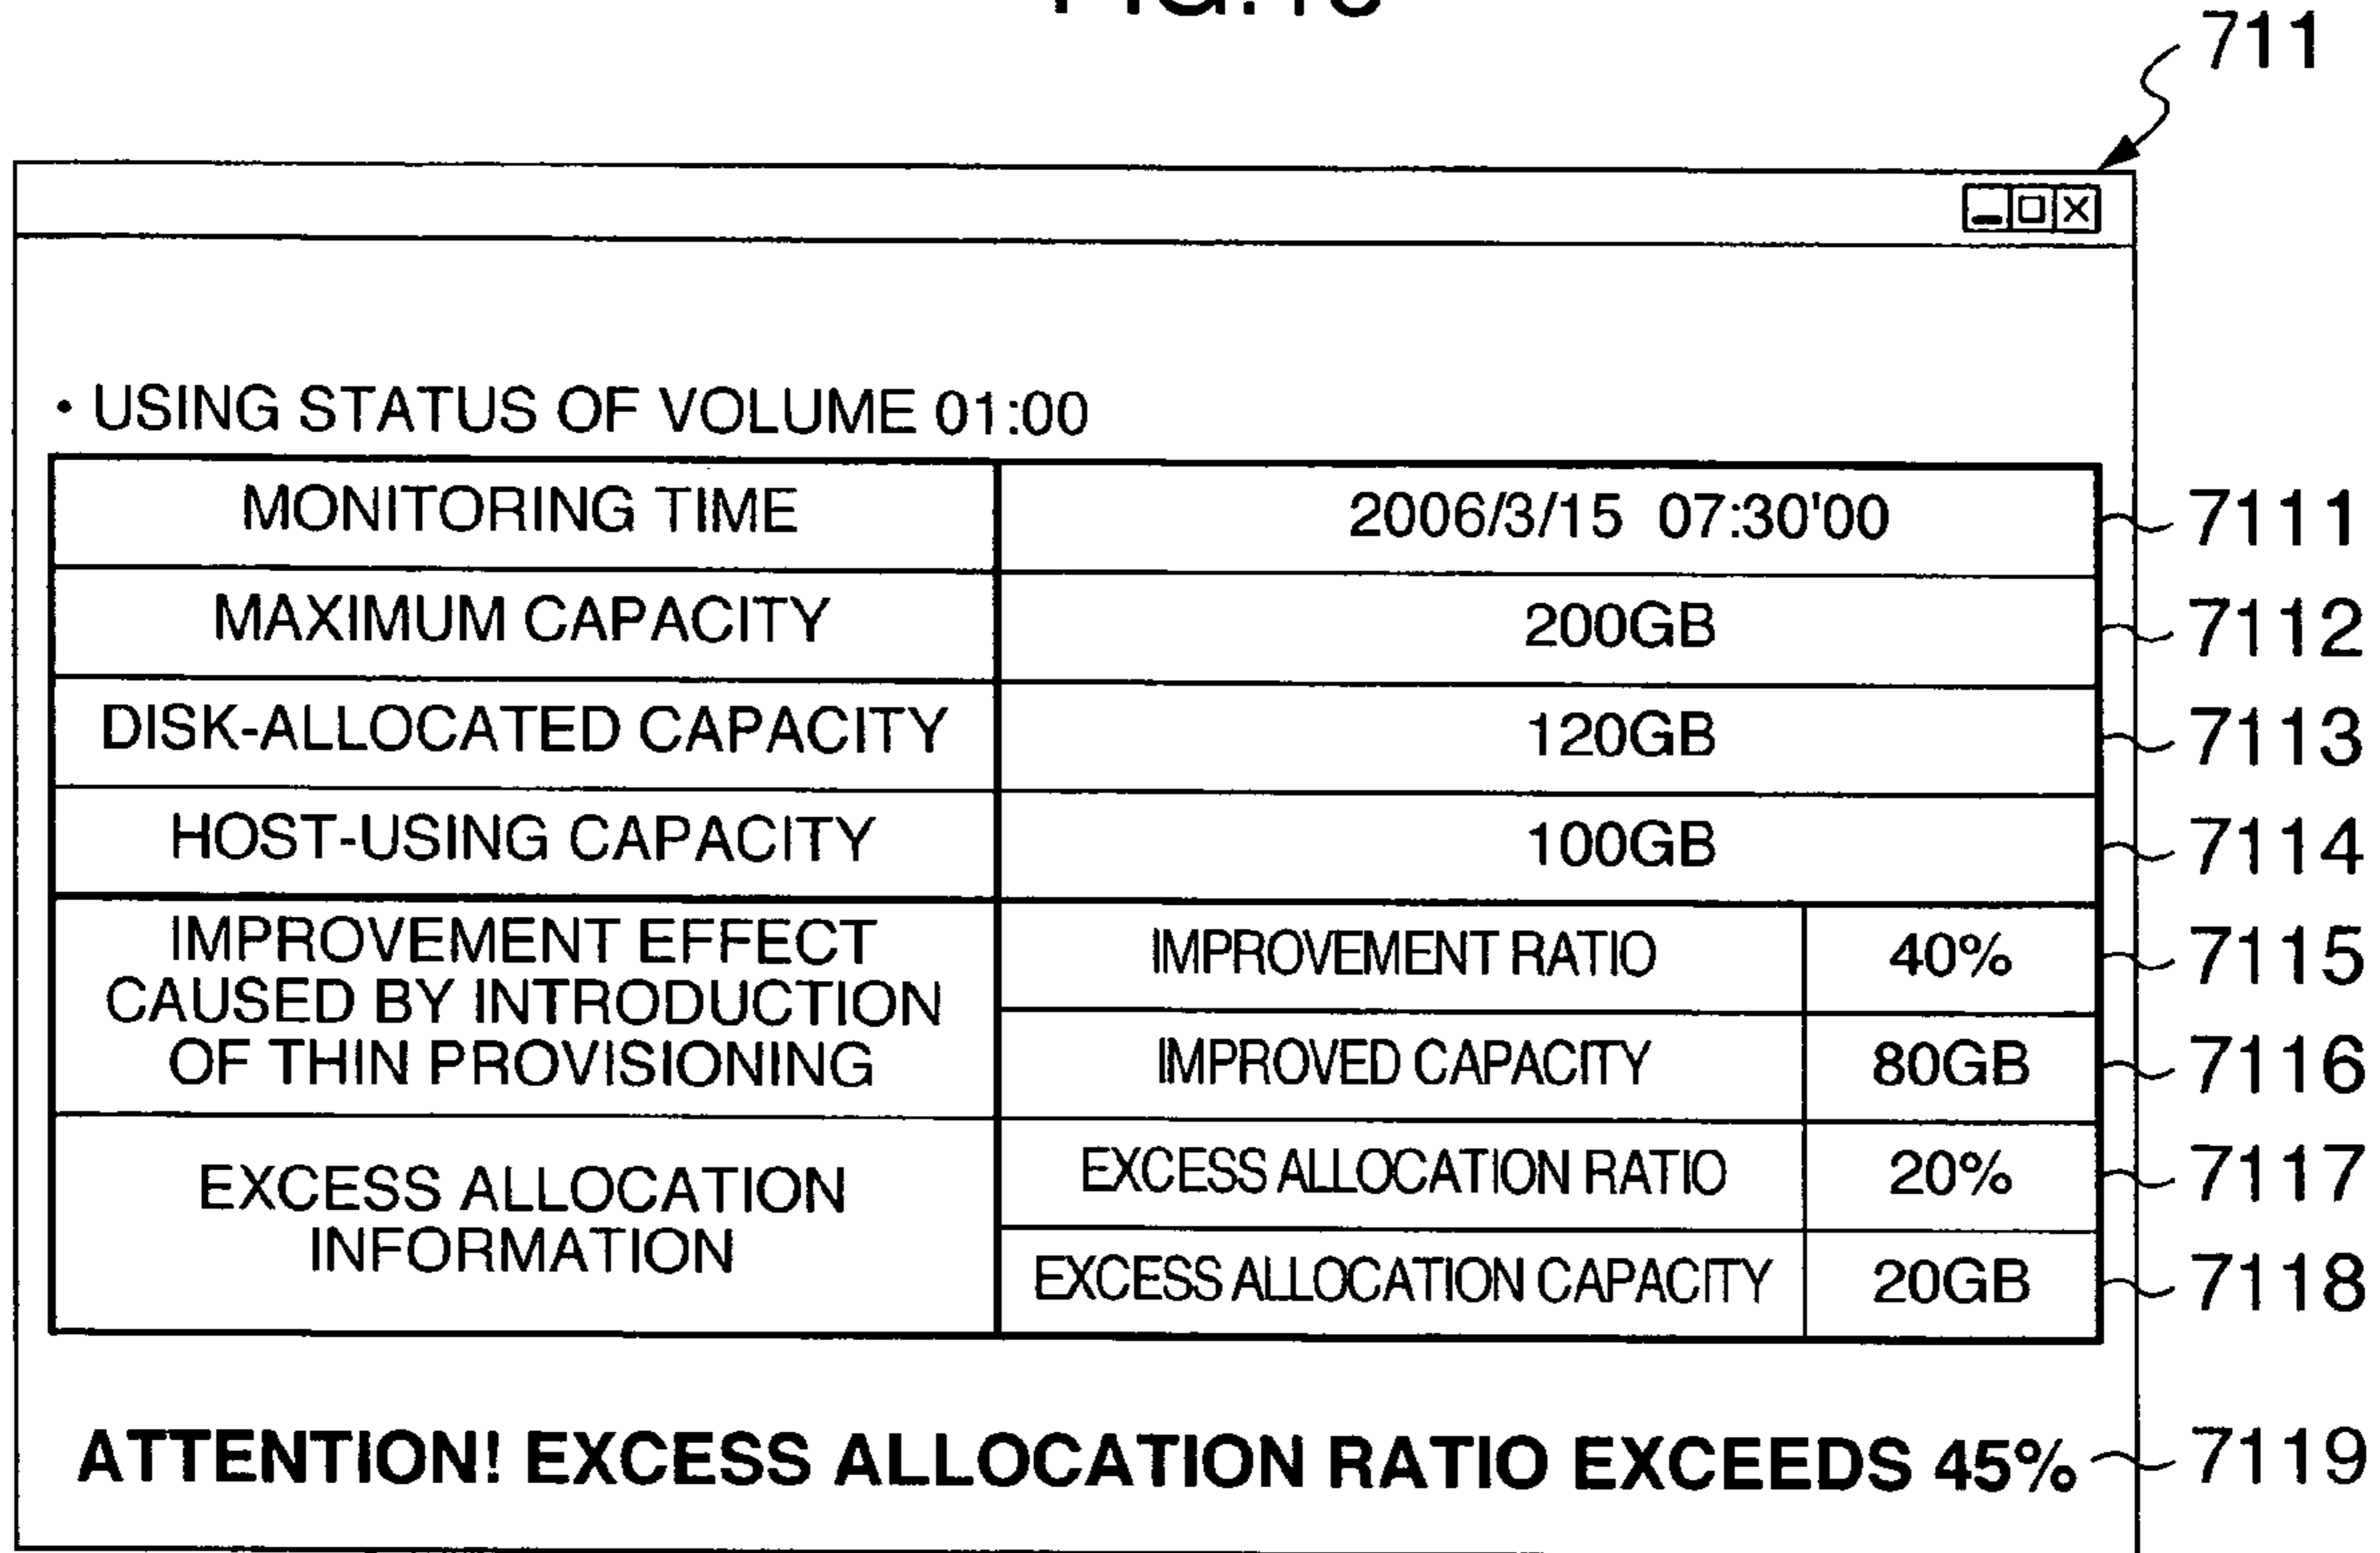 711
• USING STATUS OF VOLUME 01:00
MONITORING TIME 2006/3/15 07:30'00 7111
MAXIMUM CAPACITY 200GB 7112
DISK-ALLOCATED CAPACITY 120GB 7113
HOST-USING CAPACITY 100GB 7114
IMPROVEMENT EFFECT
CAUSED BY INTRODUCTION
OF THIN PROVISIONING
IMPROVEMENT RATIO 40% 7115
IMPROVED CAPACITY 80GB 7116
EXCESS ALLOCATION
INFORMATION
EXCESS ALLOCATION RATIO 20% 7117
EXCESS ALLOCATION CAPACITY 20GB 7118
ATTENTION! EXCESS ALLOCATION RATIO EXCEEDS 45% 7119